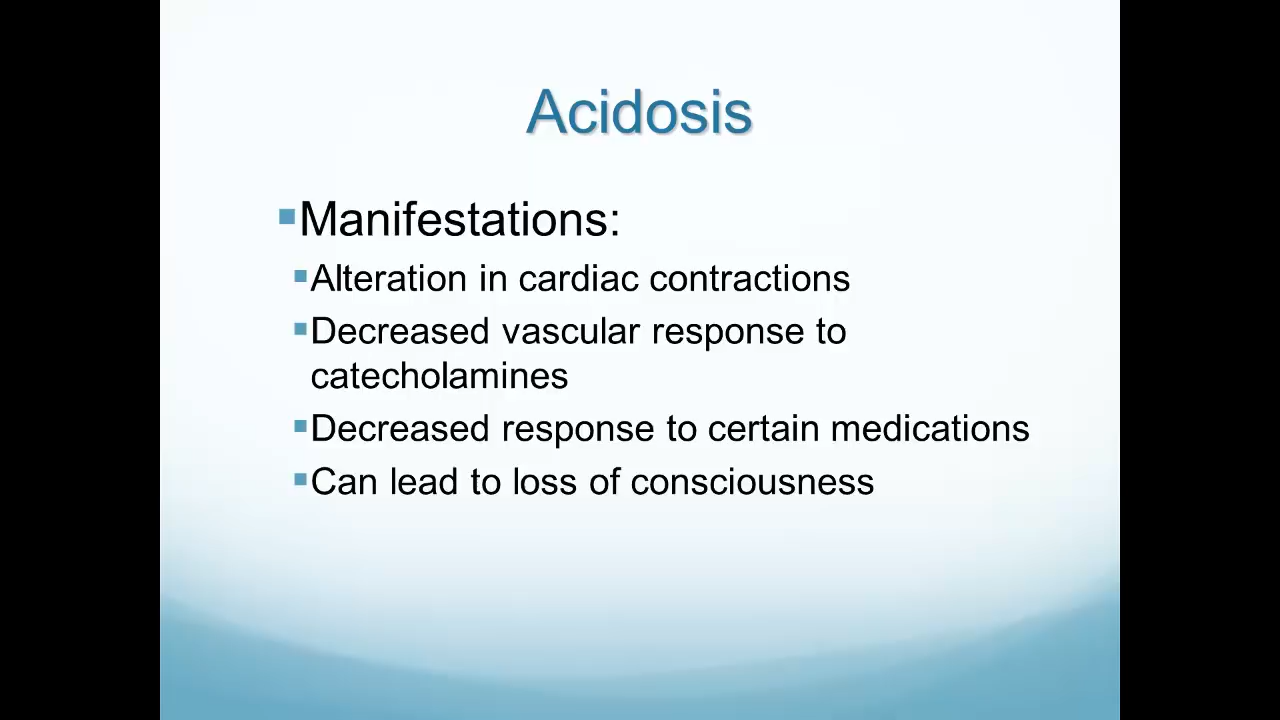 Acidosis
▪Manifestations:
▪Alteration in cardiac contractions
▪Decreased vascular response to
catecholamines
▪Decreased response to certain medications
▪Can lead to loss of consciousness